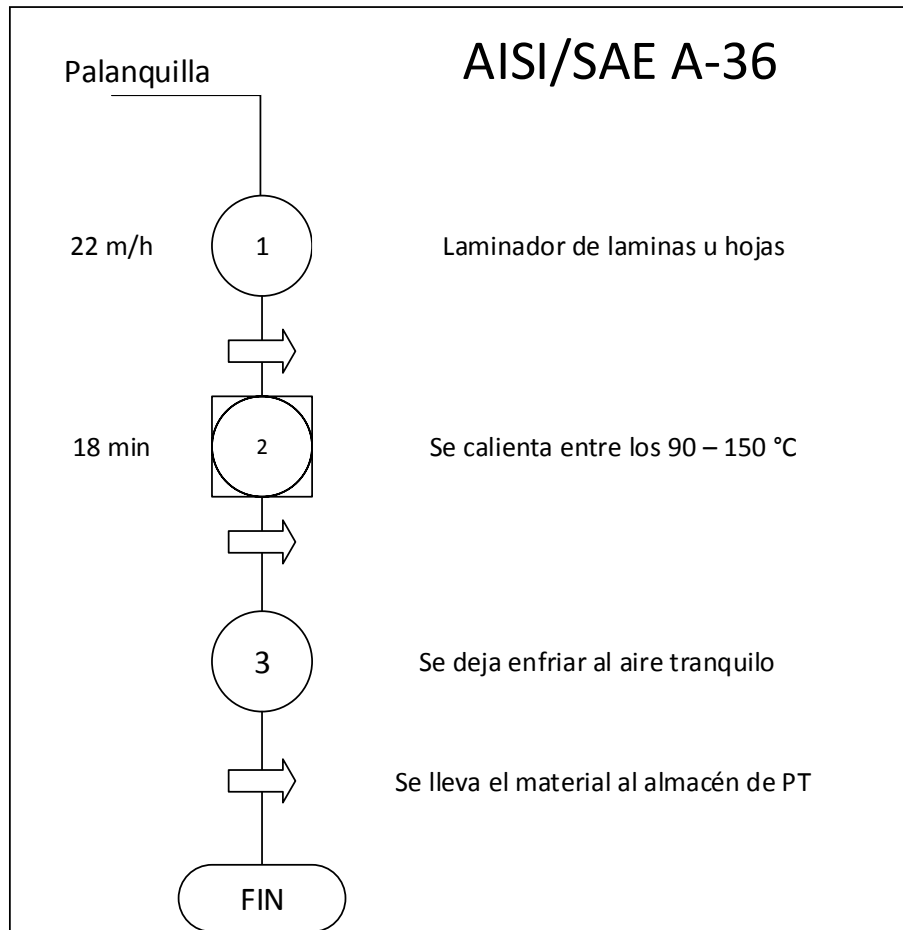 AISI/SAE A-36
Palanquilla
22 m/h
1
Laminador de laminas u hojas
18 min
2
Se calienta entre los 90 – 150 °C
3
Se deja enfriar al aire tranquilo
Se lleva el material al almacén de PT
FIN